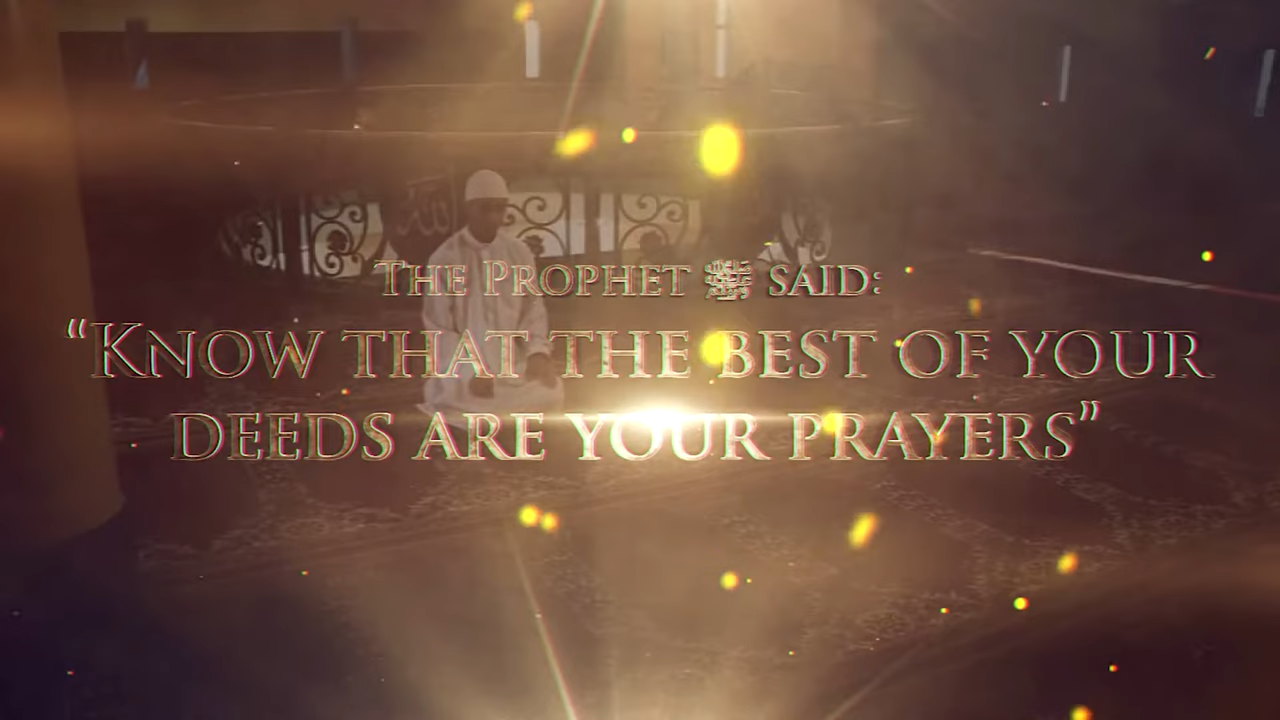 The Prophet ﷺ said:
“Know that the best of your
deeds are your prayers”